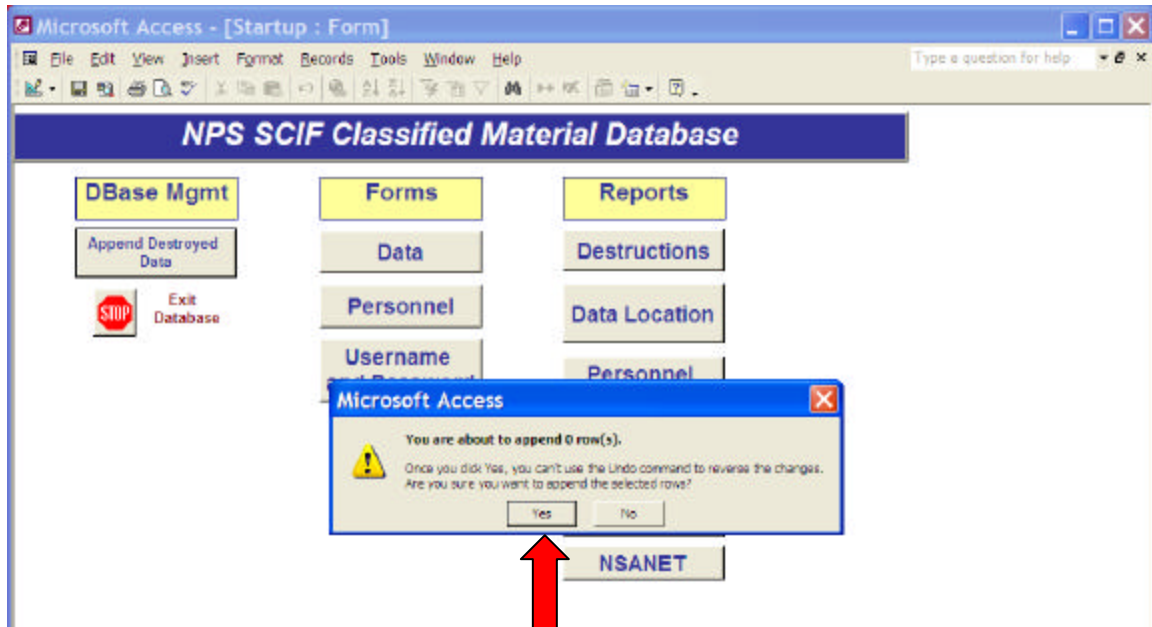 Microsoft Access - [Startup : Form]
File Edit View Insert Format Records Tools Window Help
Type a question for help
NPS SCIF Classified Material Database
DBase Mgmt
Append Destroyed
Data
STOP
Exit
Database
Forms
Data
Personnel
Username
and Password
Reports
Destructions
Data Location
Personnel
Microsoft Access
You are about to append 0 row(s).
Once you click Yes, you can't use the Undo command to reverse the changes.
Are you sure you want to append the selected rows?
Yes No
NSANET